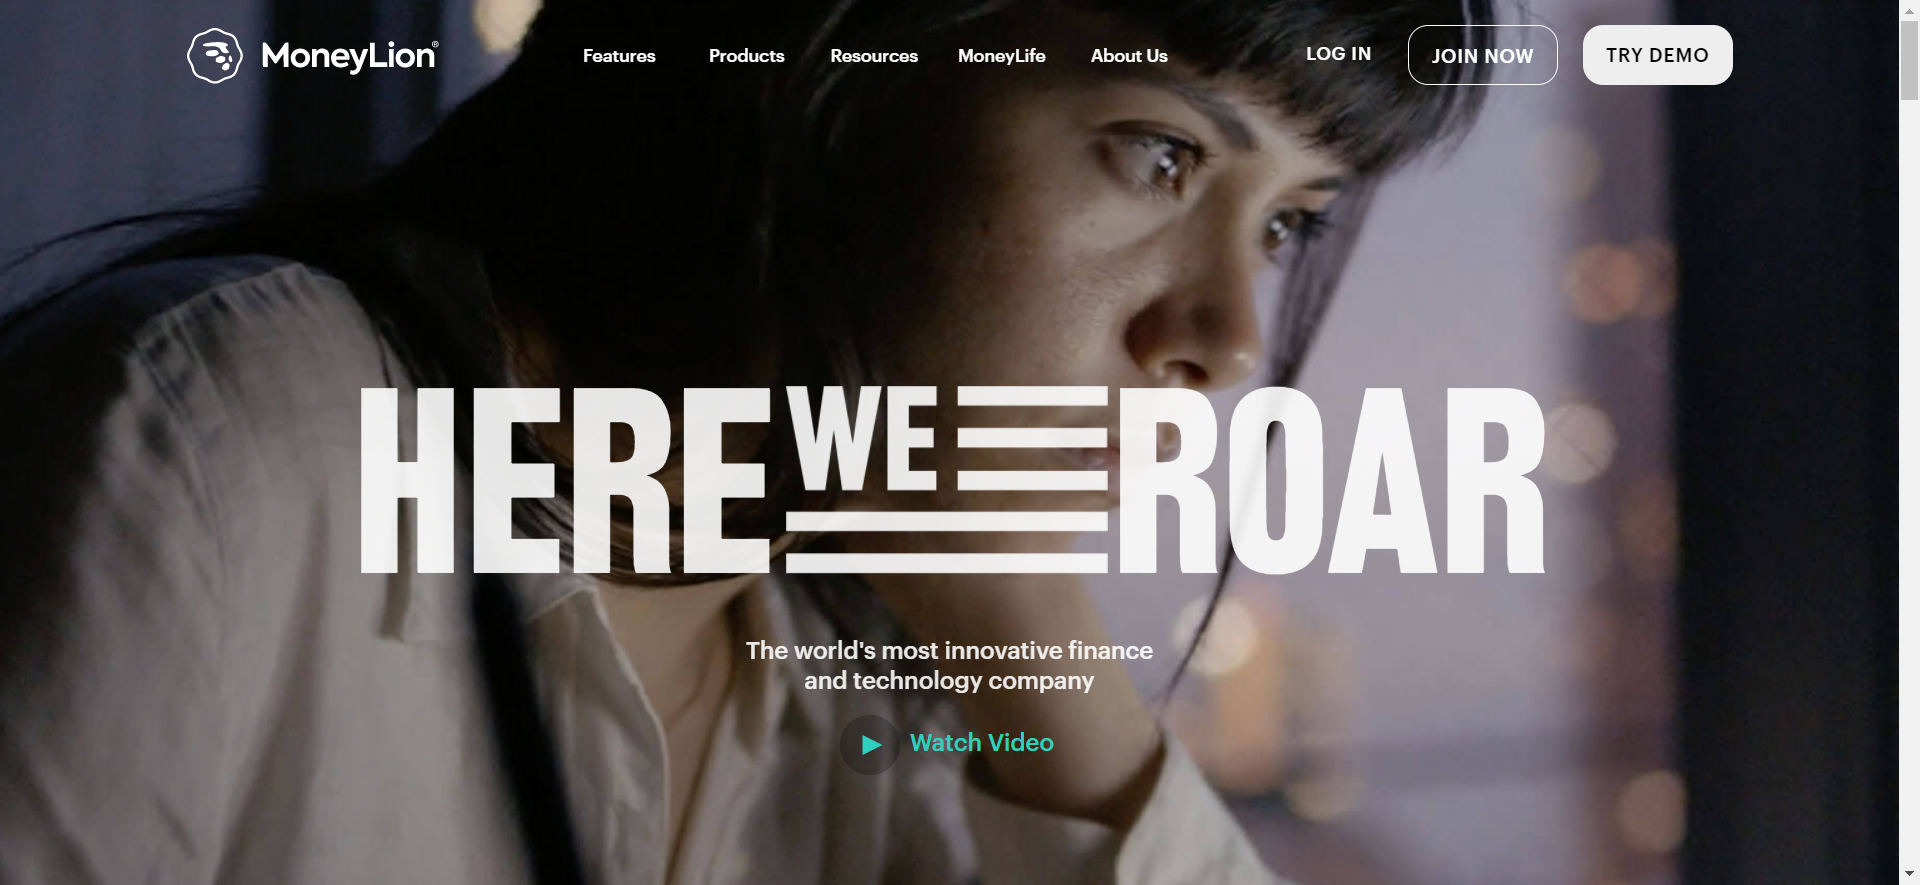 MoneyLion®
Features Products Resources MoneyLife About Us LOG IN JOIN NOW TRY DEMO
HERE WE ROAR
The world's most innovative finance
and technology company
Watch Video